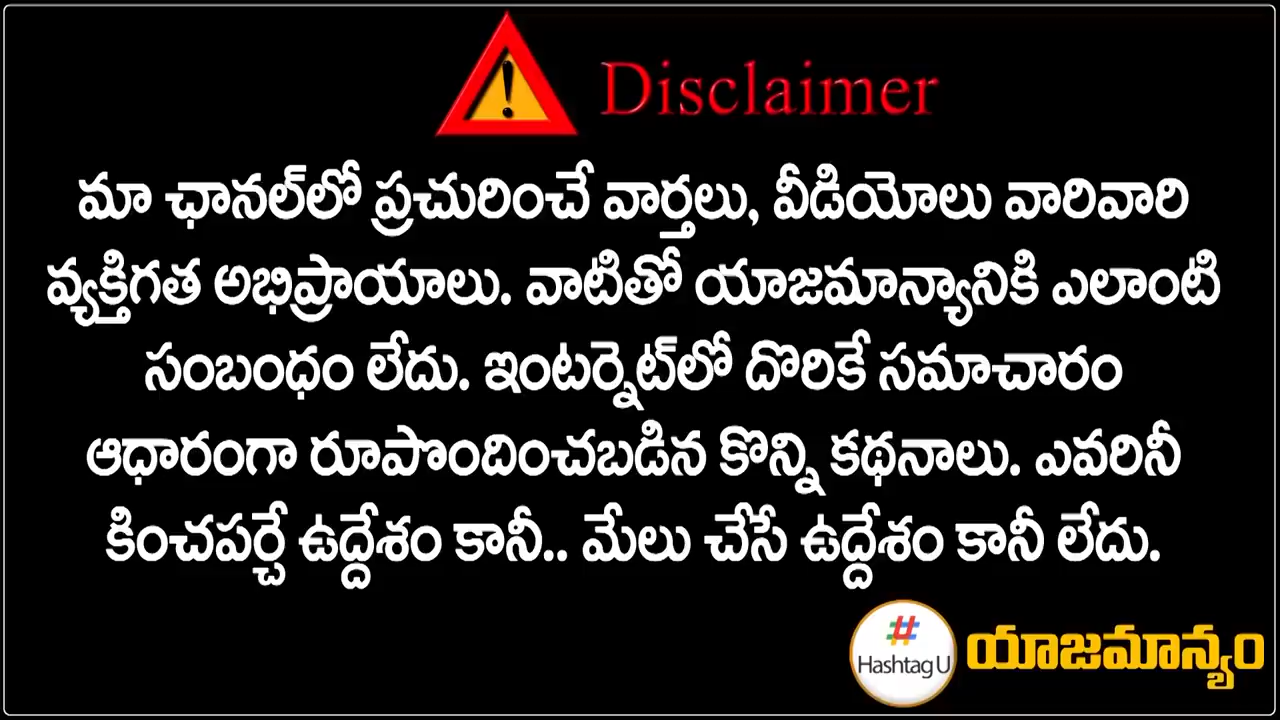 Disclaimer
మా ఛానల్‌లో ప్రచురించే వార్తలు, వీడియోలు వారివారి
వ్యక్తిగత అభిప్రాయాలు. వాటితో యాజమాన్యానికి ఎలాంటి
సంబంధం లేదు. ఇంటర్నెట్‌లో దొరికే సమాచారం
ఆధారంగా రూపొందించబడిన కొన్ని కథనాలు. ఎవరినీ
కించపర్చే ఉద్దేశం కానీ.. మేలు చేసే ఉద్దేశం కానీ లేదు.
# Hashtag U యాజమాన్యం